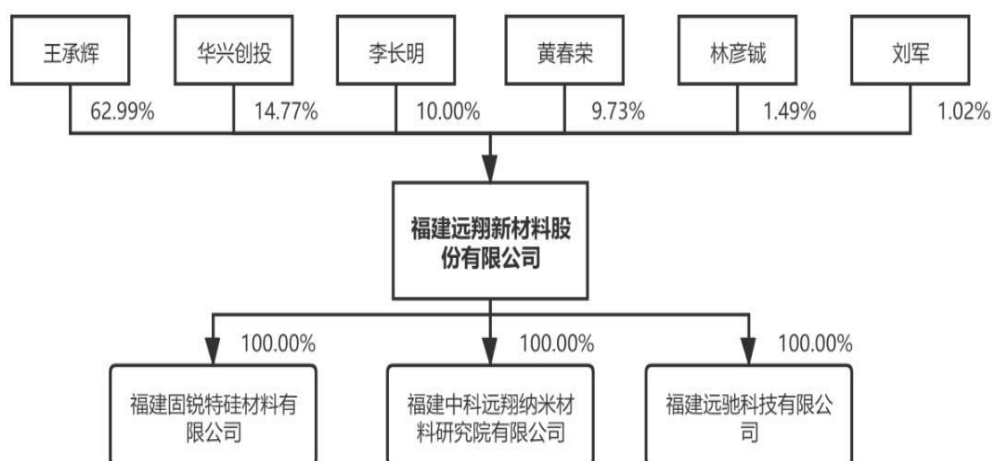 王承辉
华兴创投
李长明
黄春荣
林彦铖
刘军
62.99%
14.77%
10.00%
9.73%
1.49%
1.02%
福建远翔新材料股
份有限公司
100.00%
100.00%
100.00%
福建固锐特硅材料有
限公司
福建中科远翔纳米材
料研究院有限公司
福建远驰科技有限公
司